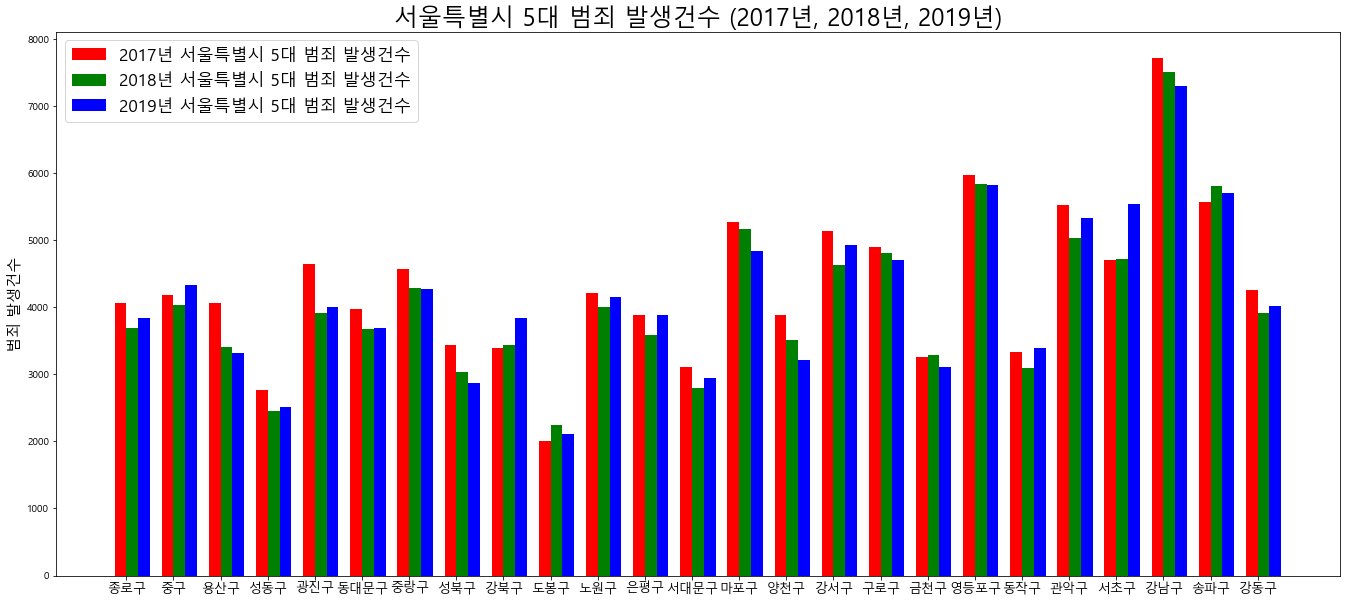 서울특별시 5대 범죄 발생건수 (2017년, 2018년, 2019년)
2017년 서울특별시 5대 범죄 발생건수
2018년 서울특별시 5대 범죄 발생건수
2019년 서울특별시 5대 범죄 발생건수
범죄 발생건수
8000
7000
6000
5000
4000
3000
2000
1000
0
종로구 중구 용산구 성동구 광진구 동대문구 중랑구 성북구 강북구 도봉구 노원구 은평구 서대문구 마포구 양천구 강서구 구로구 금천구 영등포구 동작구 관악구 서초구 강남구 송파구 강동구